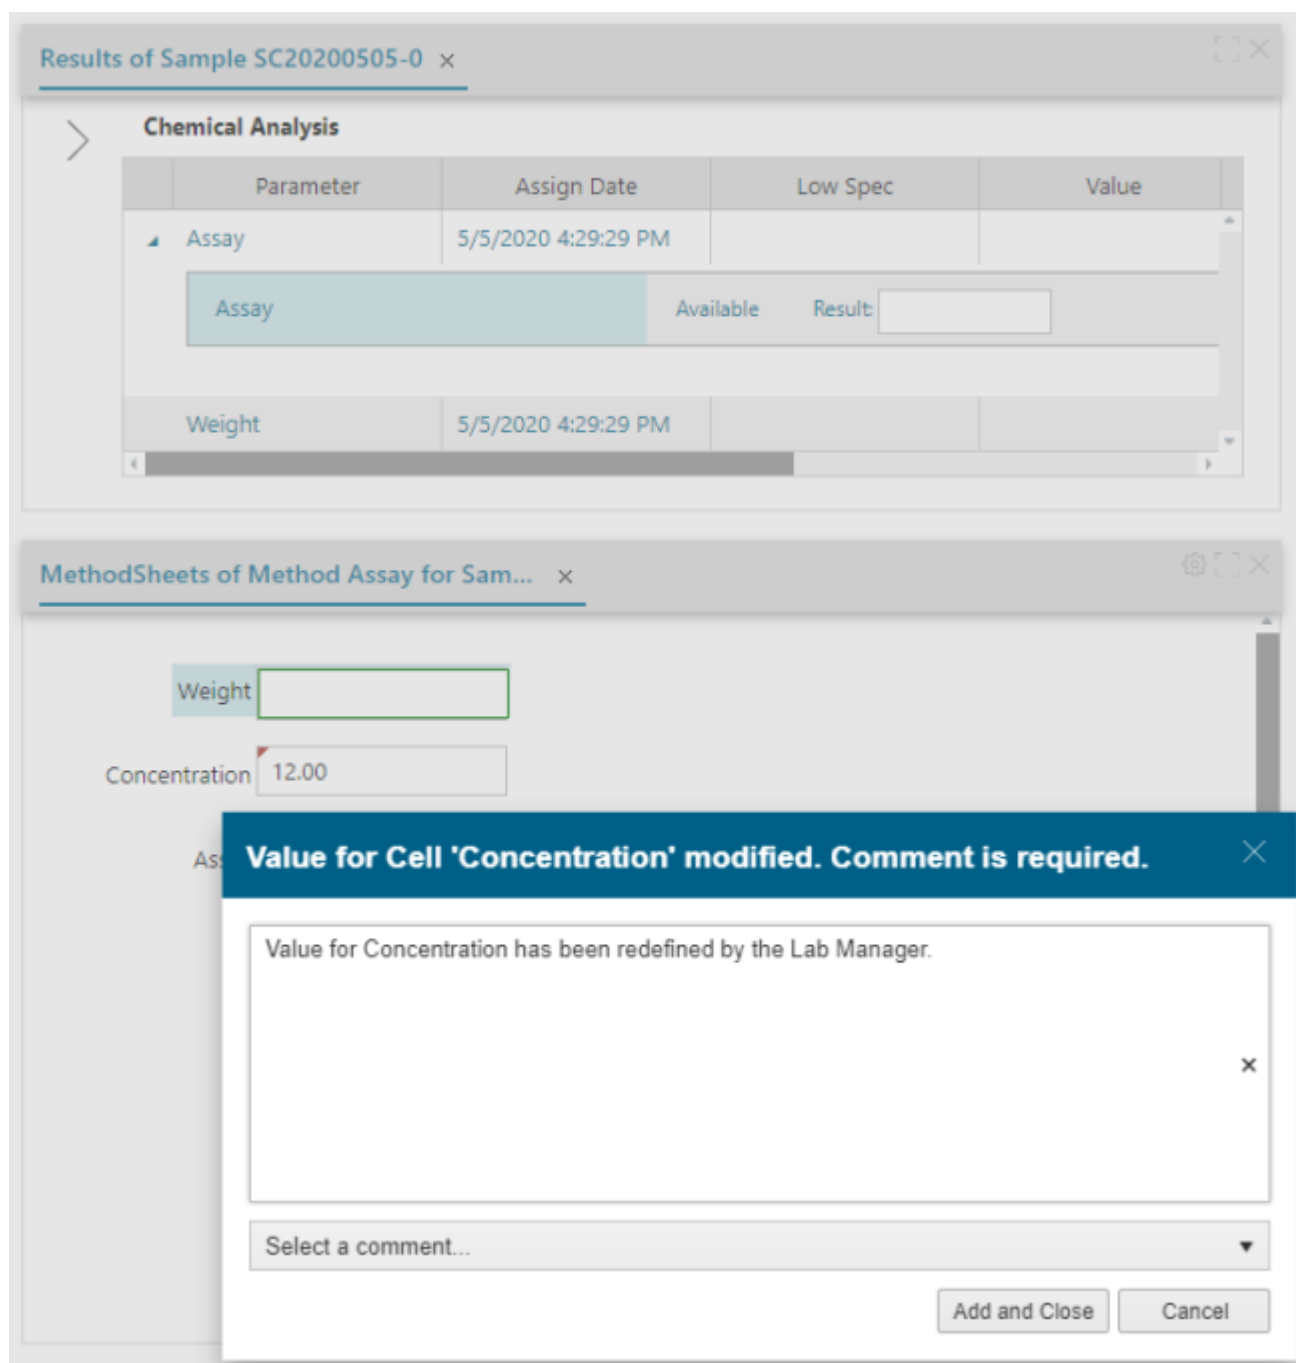 Results of Sample SC20200505-0 ×
Chemical Analysis
Parameter Assign Date Low Spec Value
Assay 5/5/2020 4:29:29 PM
Assay Available Result:
Weight 5/5/2020 4:29:29 PM
MethodSheets of Method Assay for Sam... ×
Weight
Concentration 12.00
Value for Cell 'Concentration' modified. Comment is required.
Value for Concentration has been redefined by the Lab Manager.
Select a comment...
Add and Close Cancel